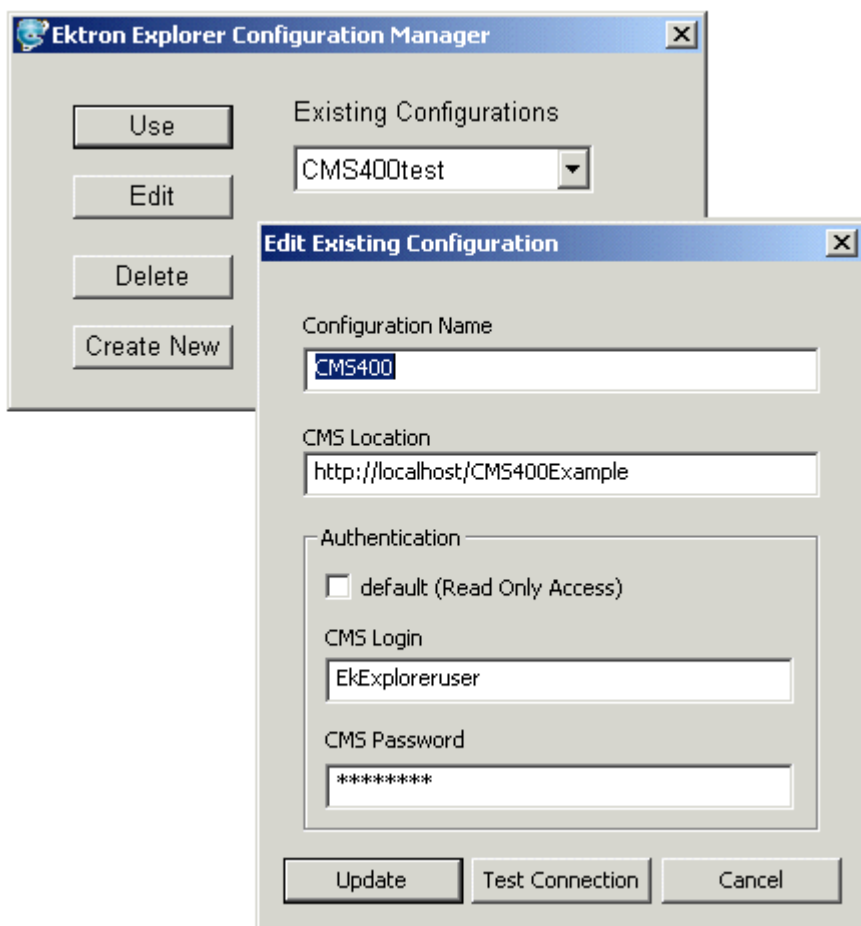 Ektron Explorer Configuration Manager
Use
Existing Configurations
CMS400test
Edit
Delete
Create New
Edit Existing Configuration
Configuration Name
CMS400
CMS Location
http://localhost/CMS400Example
Authentication
default (Read Only Access)
CMS Login
EkExploreruser
CMS Password
********
Update
Test Connection
Cancel